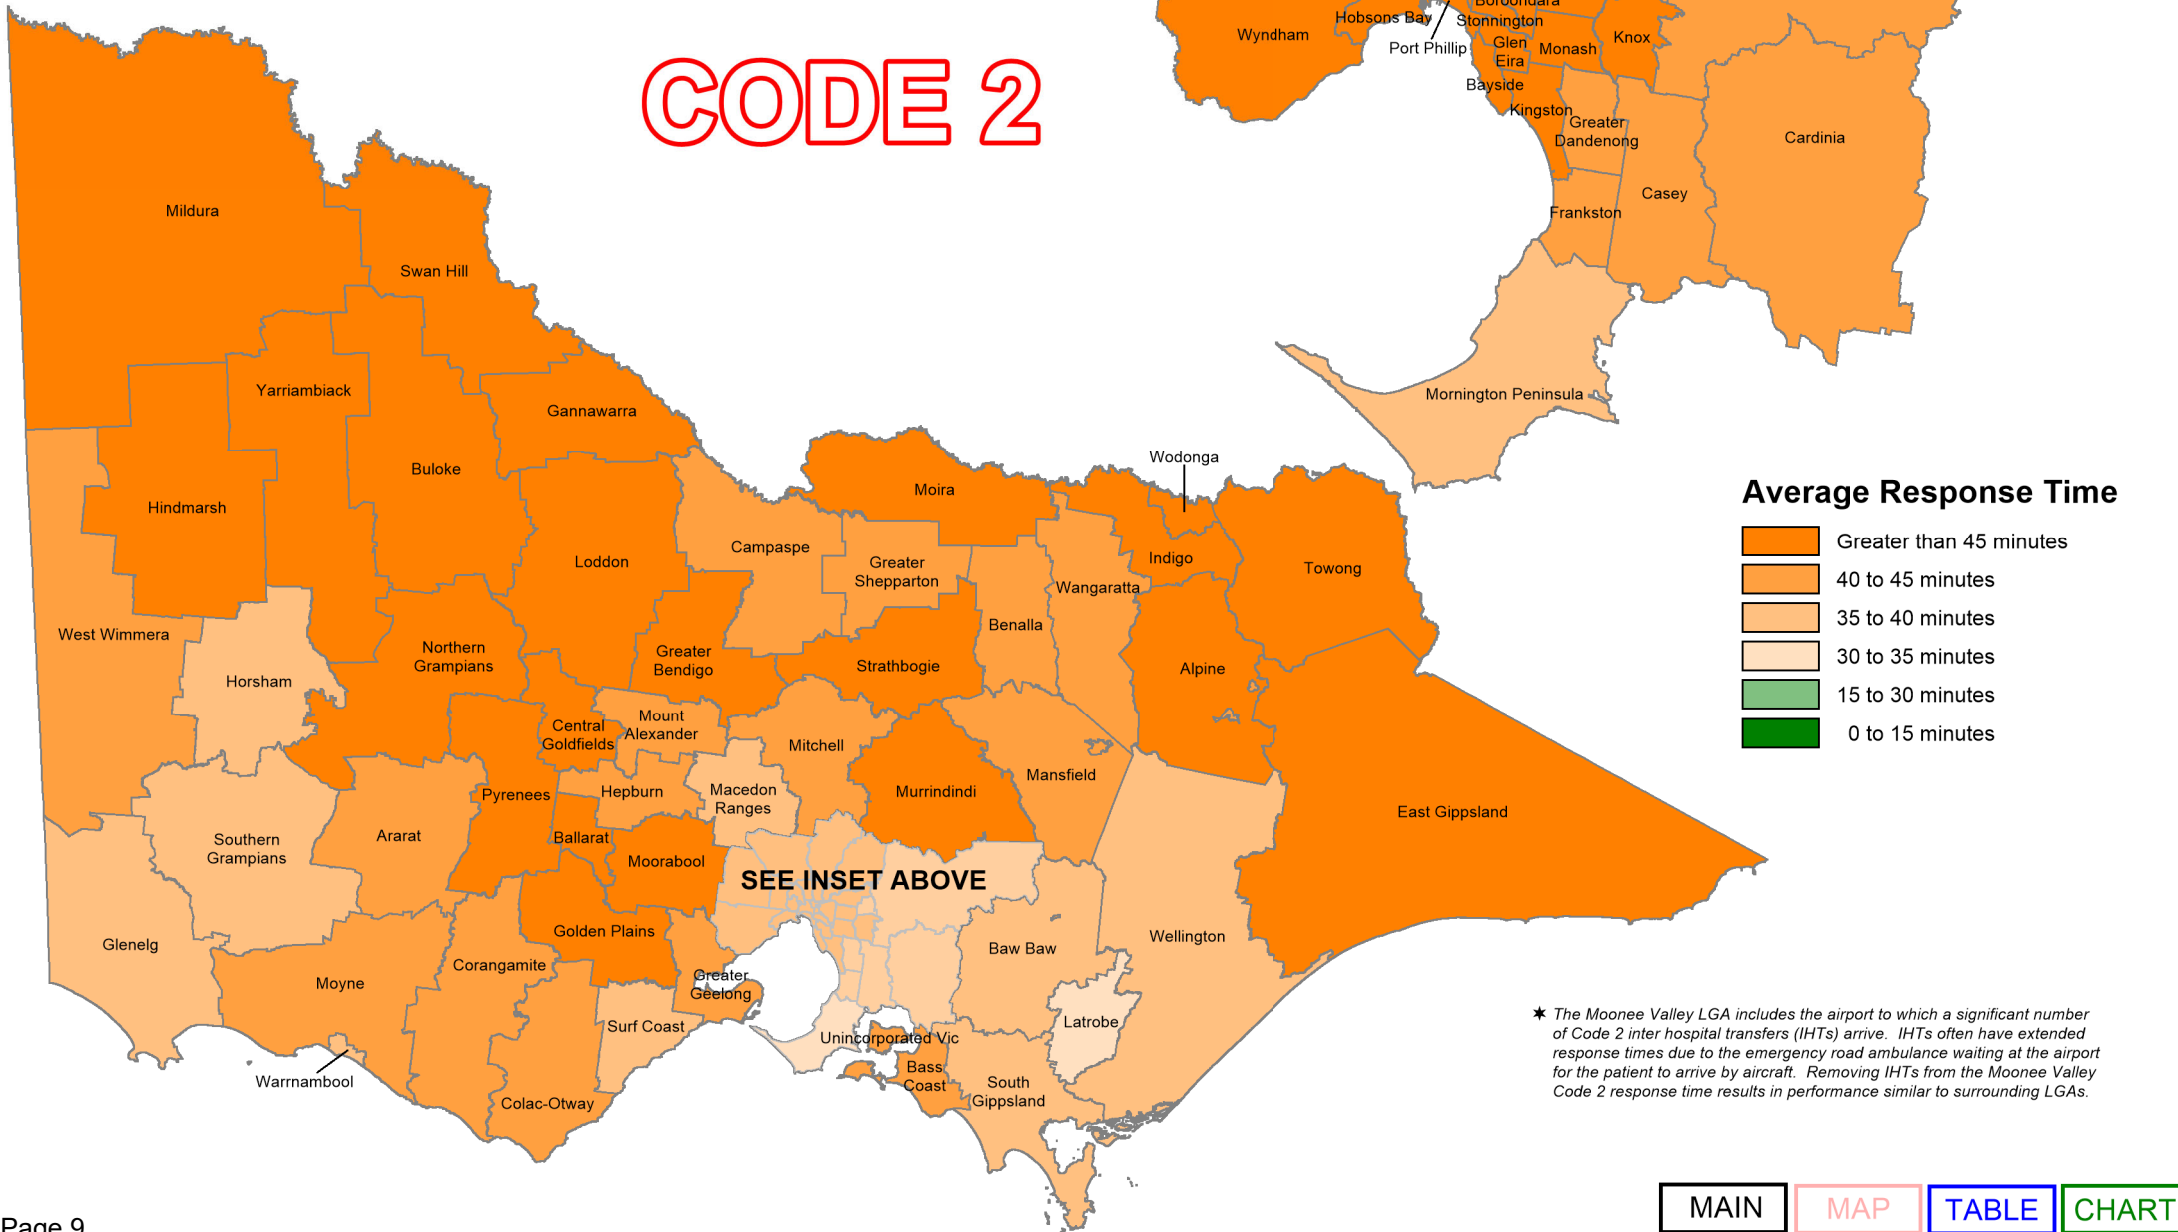 Boroondara
Hobsons Bay
Stonnington
Wyndham
Port Phillip
Glen
Eira
Monash
Knox
Bayside
Kingston
Greater
Dandenong
Cardinia
Casey
Frankston
Mornington Peninsula
CODE 2
Mildura
Swan Hill
Yarriambiack
Gannawarra
Buloke
Hindmarsh
Moira
Wodonga
Campaspe
Loddon
Greater
Shepparton
Indigo
Wangaratta
Towong
Benalla
West Wimmera
Northern
Grampians
Greater
Bendigo
Strathbogie
Alpine
Horsham
Central
Goldfields
Mount
Alexander
Mitchell
Mansfield
Pyrenees
Hepburn
Macedon
Ranges
Murrindindi
East Gippsland
Southern
Grampians
Ararat
Ballarat
Moorabool
SEE INSET ABOVE
Glenelg
Golden Plains
Baw Baw
Wellington
Moyne
Corangamite
Greater
Geelong
Surf Coast
Latrobe
Unincorporated Vic
Warrnambool
Bass
Coast
South
Gippsland
Colac-Otway
Average Response Time
Greater than 45 minutes
40 to 45 minutes
35 to 40 minutes
30 to 35 minutes
15 to 30 minutes
0 to 15 minutes
✶ The Moonee Valley LGA includes the airport to which a significant number
of Code 2 inter hospital transfers (IHTs) arrive. IHTs often have extended
response times due to the emergency road ambulance waiting at the airport
for the patient to arrive by aircraft. Removing IHTs from the Moonee Valley
Code 2 response time results in performance similar to surrounding LGAs.
MAIN MAP TABLE CHART
Page 9